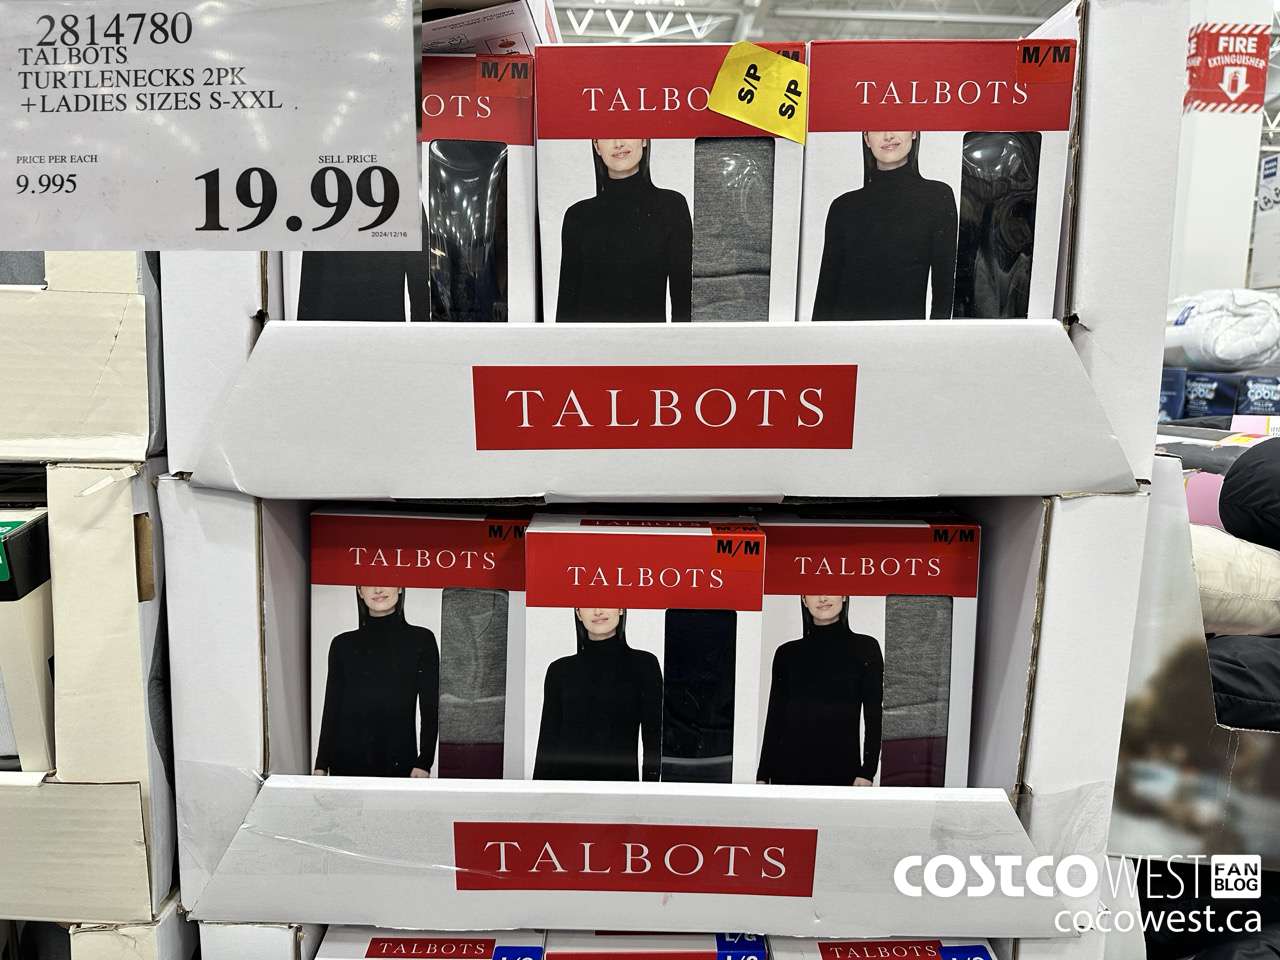 2814780
TALBOTS
TURTLENECKS 2PK
+LADIES SIZES S-XXL
PRICE PER EACH
9.995
SELL PRICE
19.99
2024/12/16
M/M
OTS
TALBO
S/P
S/P
M/M
TALBOTS
FIRE
EXTINGUISHER
TALBOTS
M/M
TALBOTS
TALBOTS
M/M
TALBOTS
M/M
TALBOTS
TALBOTS
COSTCO WEST FAN BLOG
cocowest.ca
TALBOTS
L/G
L/G
L/G
TALBOTS
L/G